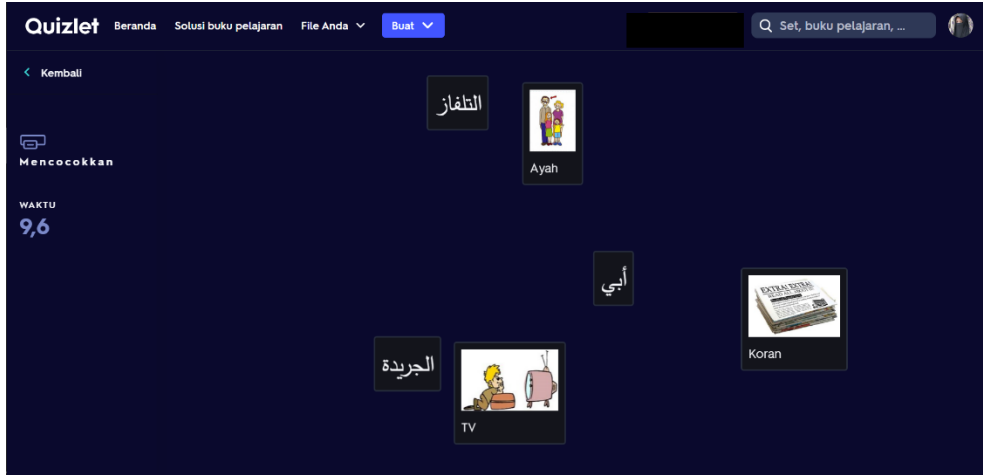 Quizlet Beranda Solusi buku pelajaran File Anda Buat Set, buku pelajaran, ...
Kembali
Mencocokkan
WAKTU
9,6
التلفاز
Ayah
أبي
EXTRA! EXTRA!
Koran
الجريدة
TV